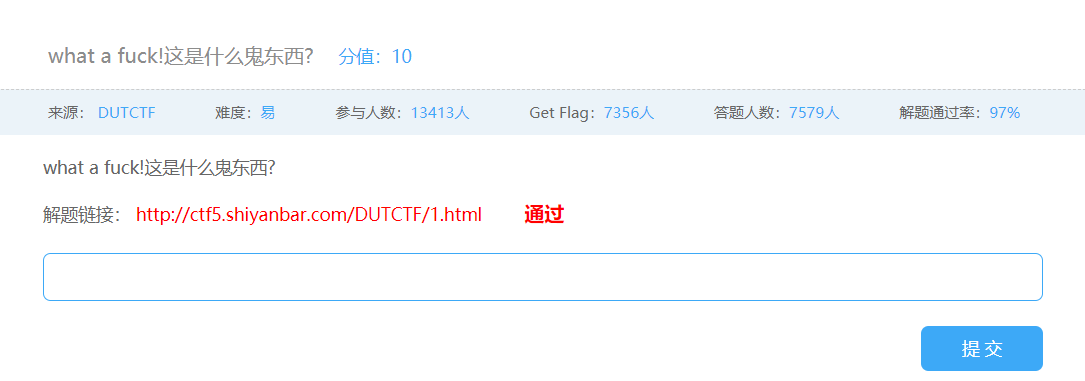 what a fuck!这是什么鬼东西? 分值：10
来源： DUTCTF 难度：易 参与人数：13413人 Get Flag：7356人 答题人数：7579人 解题通过率：97%
what a fuck!这是什么鬼东西?
解题链接： http://ctf5.shiyanbar.com/DUTCTF/1.html 通过
提交